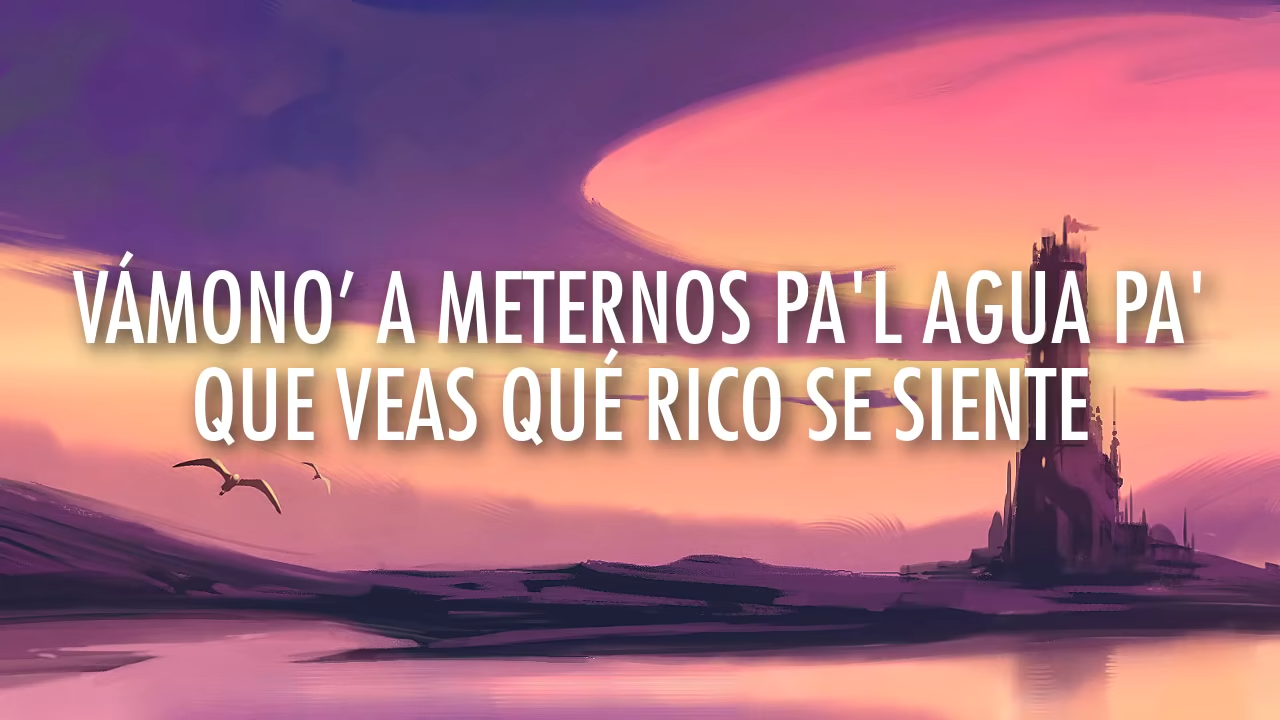 VÁMONO’ A METERNOS PA'L AGUA PA'
QUE VEAS QUÉ RICO SE SIENTE